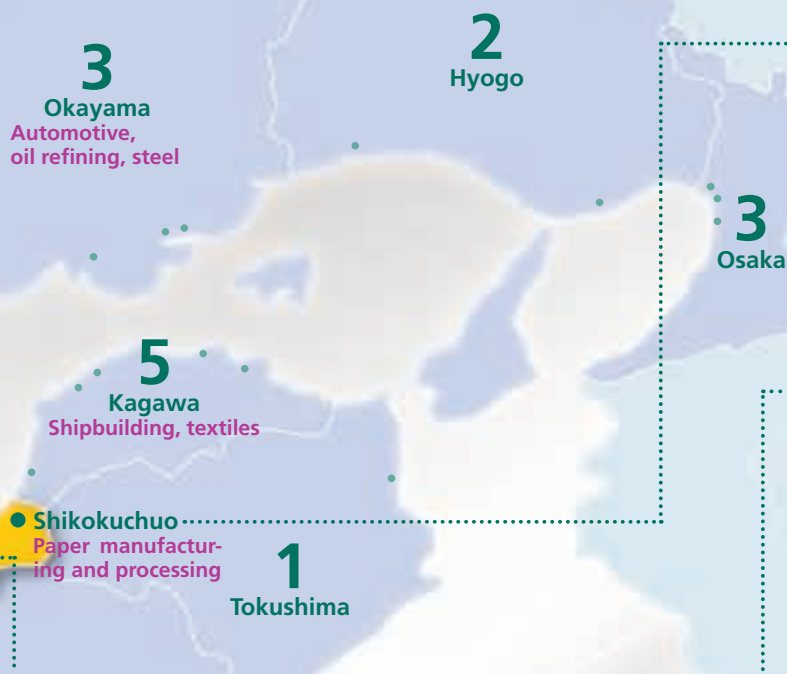 2
Hyogo
3
Okayama
Automotive,
oil refining, steel
3
Osaka
5
Kagawa
Shipbuilding, textiles
Shikokuchuo
Paper manufactur-
ing and processing
1
Tokushima